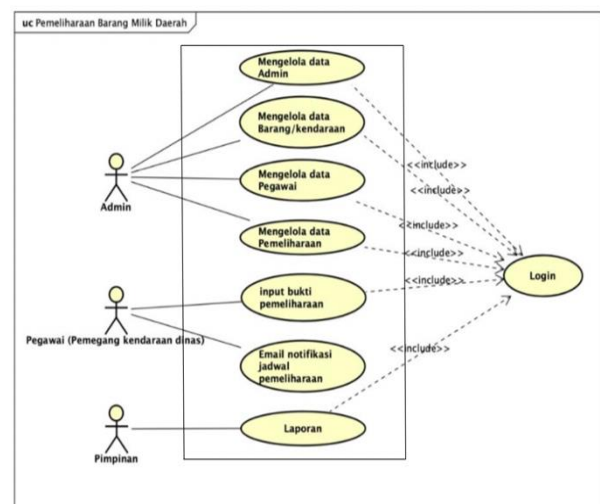 uc Pemeliharaan Barang Milik Daerah
Mengelola data
Admin
Mengelola data
Barang/kendaraan
<<include>>
Mengelola data
Pegawai
<<include>>
Admin
<<include>>
Mengelola data
Pemeliharaan
<<include>>
Login
input bukti
pemeliharaan
<<include>>
Pegawai (Pemegang kendaraan dinas)
Email notifikasi
jadwal
pemeliharaan
<<include>>
Laporan
Pimpinan